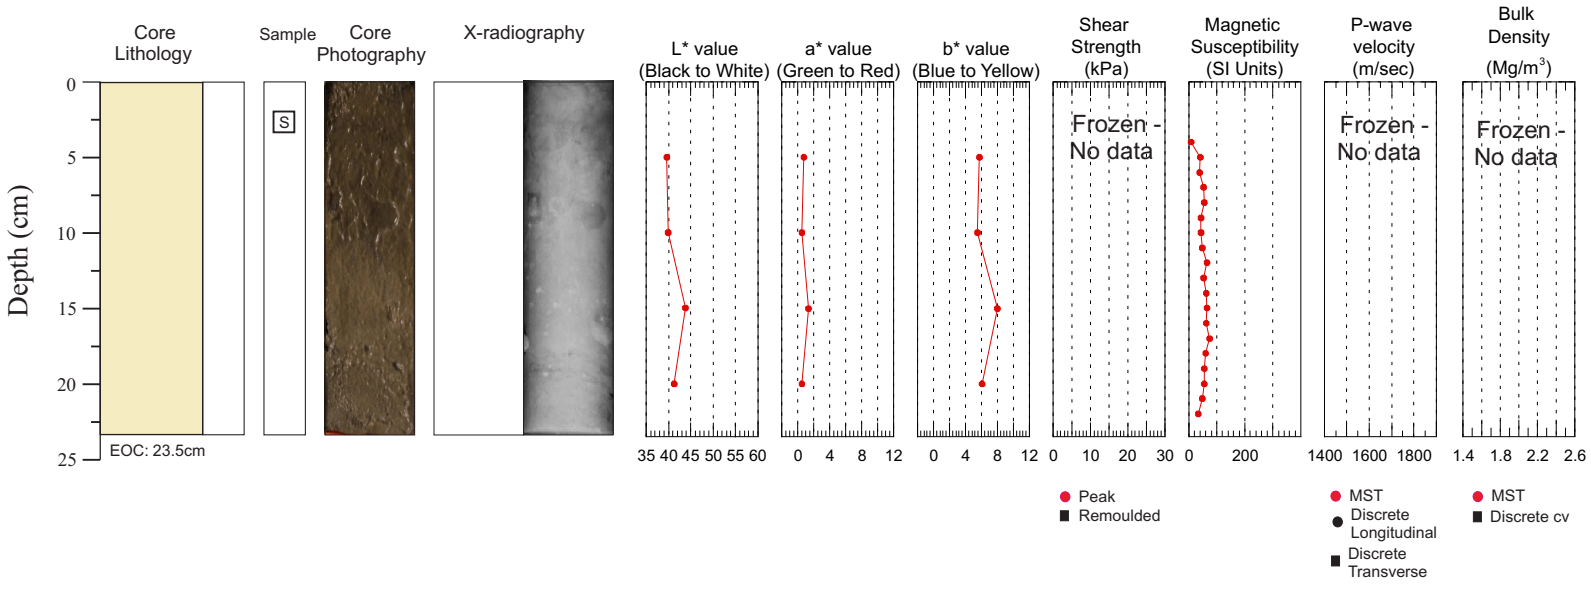 Core
Lithology
Sample
Core
Photography
X-radiography
L* value
(Black to White)
a* value
(Green to Red)
b* value
(Blue to Yellow)
Shear
Strength
(kPa)
Magnetic
Susceptibility
(SI Units)
P-wave
velocity
(m/sec)
Bulk
Density
(Mg/m³)
Depth (cm)
0
5
10
15
20
25
S
EOC: 23.5cm
Frozen -
No data
Frozen -
No data
Frozen -
No data
35 40 45 50 55 60
0 4 8 12
0 4 8 12
0 10 20 30
0 200
1400 1600 1800
1.4 1.8 2.2 2.6
Peak
Remoulded
MST
Discrete
Longitudinal
Discrete
Transverse
MST
Discrete cv